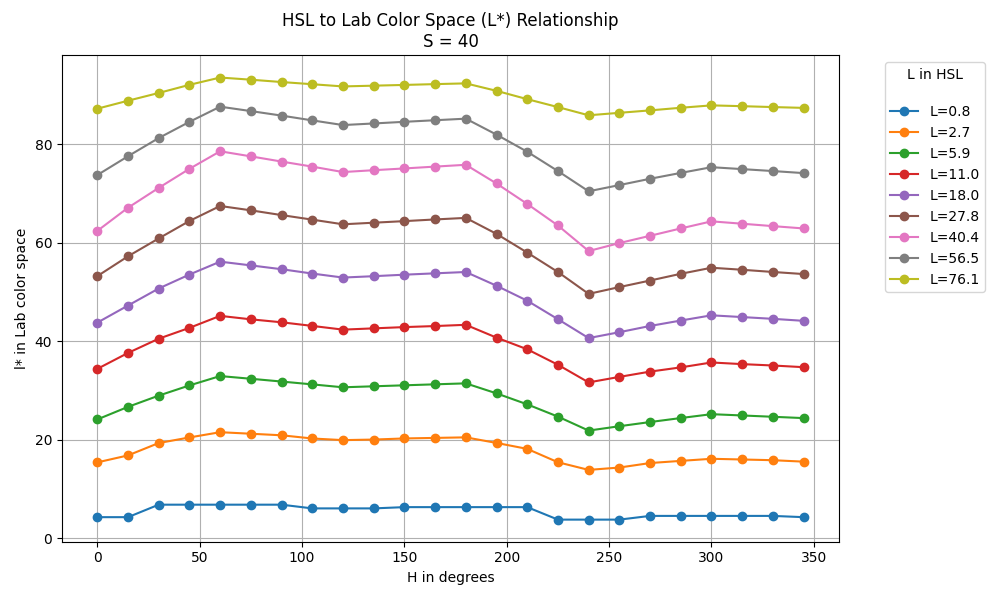 HSL to Lab Color Space (L*) Relationship
S = 40
l* in Lab color space
80
60
40
20
0
0
50
100
150
200
250
300
350
H in degrees
L in HSL
L=0.8
L=2.7
L=5.9
L=11.0
L=18.0
L=27.8
L=40.4
L=56.5
L=76.1